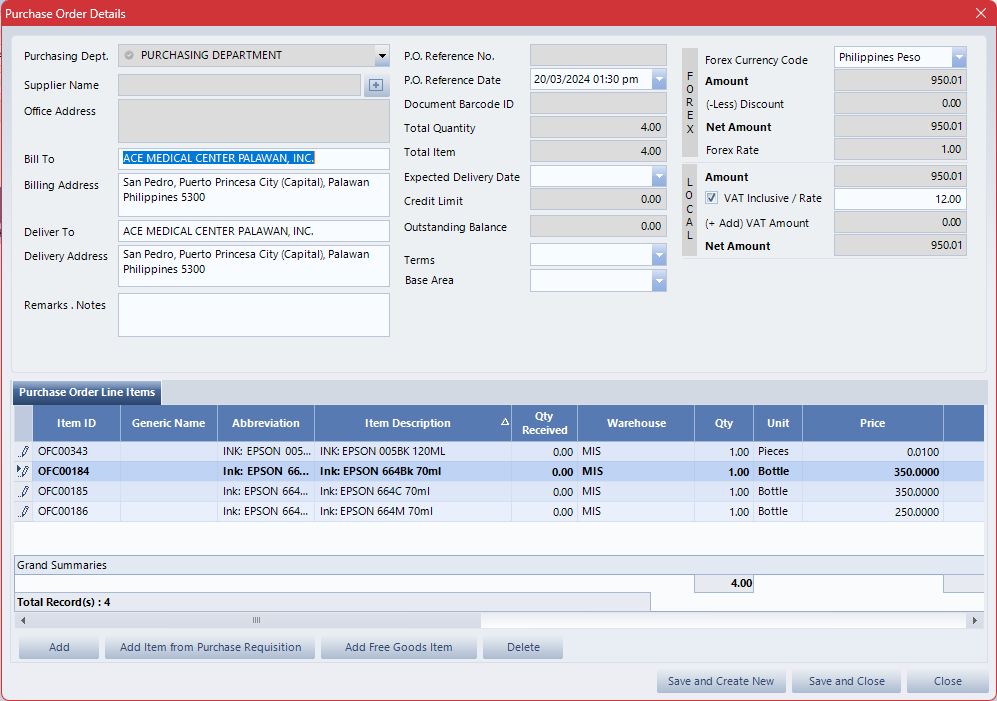 Purchase Order Details
Purchasing Dept. PURCHASING DEPARTMENT
Supplier Name
Office Address
Bill To ACE MEDICAL CENTER PALAWAN, INC.
Billing Address San Pedro, Puerto Princesa City (Capital), Palawan
Philippines 5300
Deliver To ACE MEDICAL CENTER PALAWAN, INC.
Delivery Address San Pedro, Puerto Princesa City (Capital), Palawan
Philippines 5300
Remarks . Notes
P.O. Reference No.
P.O. Reference Date 20/03/2024 01:30 pm
Document Barcode ID
Total Quantity 4.00
Total Item 4.00
Expected Delivery Date
Credit Limit 0.00
Outstanding Balance 0.00
Terms
Base Area
FOREX
Forex Currency Code Philippines Peso
Amount 950.01
(-Less) Discount 0.00
Net Amount 950.01
Forex Rate 1.00
LOCAL
Amount 950.01
VAT Inclusive / Rate 12.00
(+ Add) VAT Amount 0.00
Net Amount 950.01
Purchase Order Line Items
Item ID Generic Name Abbreviation Item Description Qty Received Warehouse Qty Unit Price
OFC00343 INK: EPSON 005... INK: EPSON 005BK 120ML 0.00 MIS 1.00 Pieces 0.0100
OFC00184 Ink: EPSON 66... Ink: EPSON 664Bk 70ml 0.00 MIS 1.00 Bottle 350.0000
OFC00185 Ink: EPSON 664... Ink: EPSON 664C 70ml 0.00 MIS 1.00 Bottle 350.0000
OFC00186 Ink: EPSON 664... Ink: EPSON 664M 70ml 0.00 MIS 1.00 Bottle 250.0000
Grand Summaries
4.00
Total Record(s) : 4
Add Add Item from Purchase Requisition Add Free Goods Item Delete
Save and Create New Save and Close Close